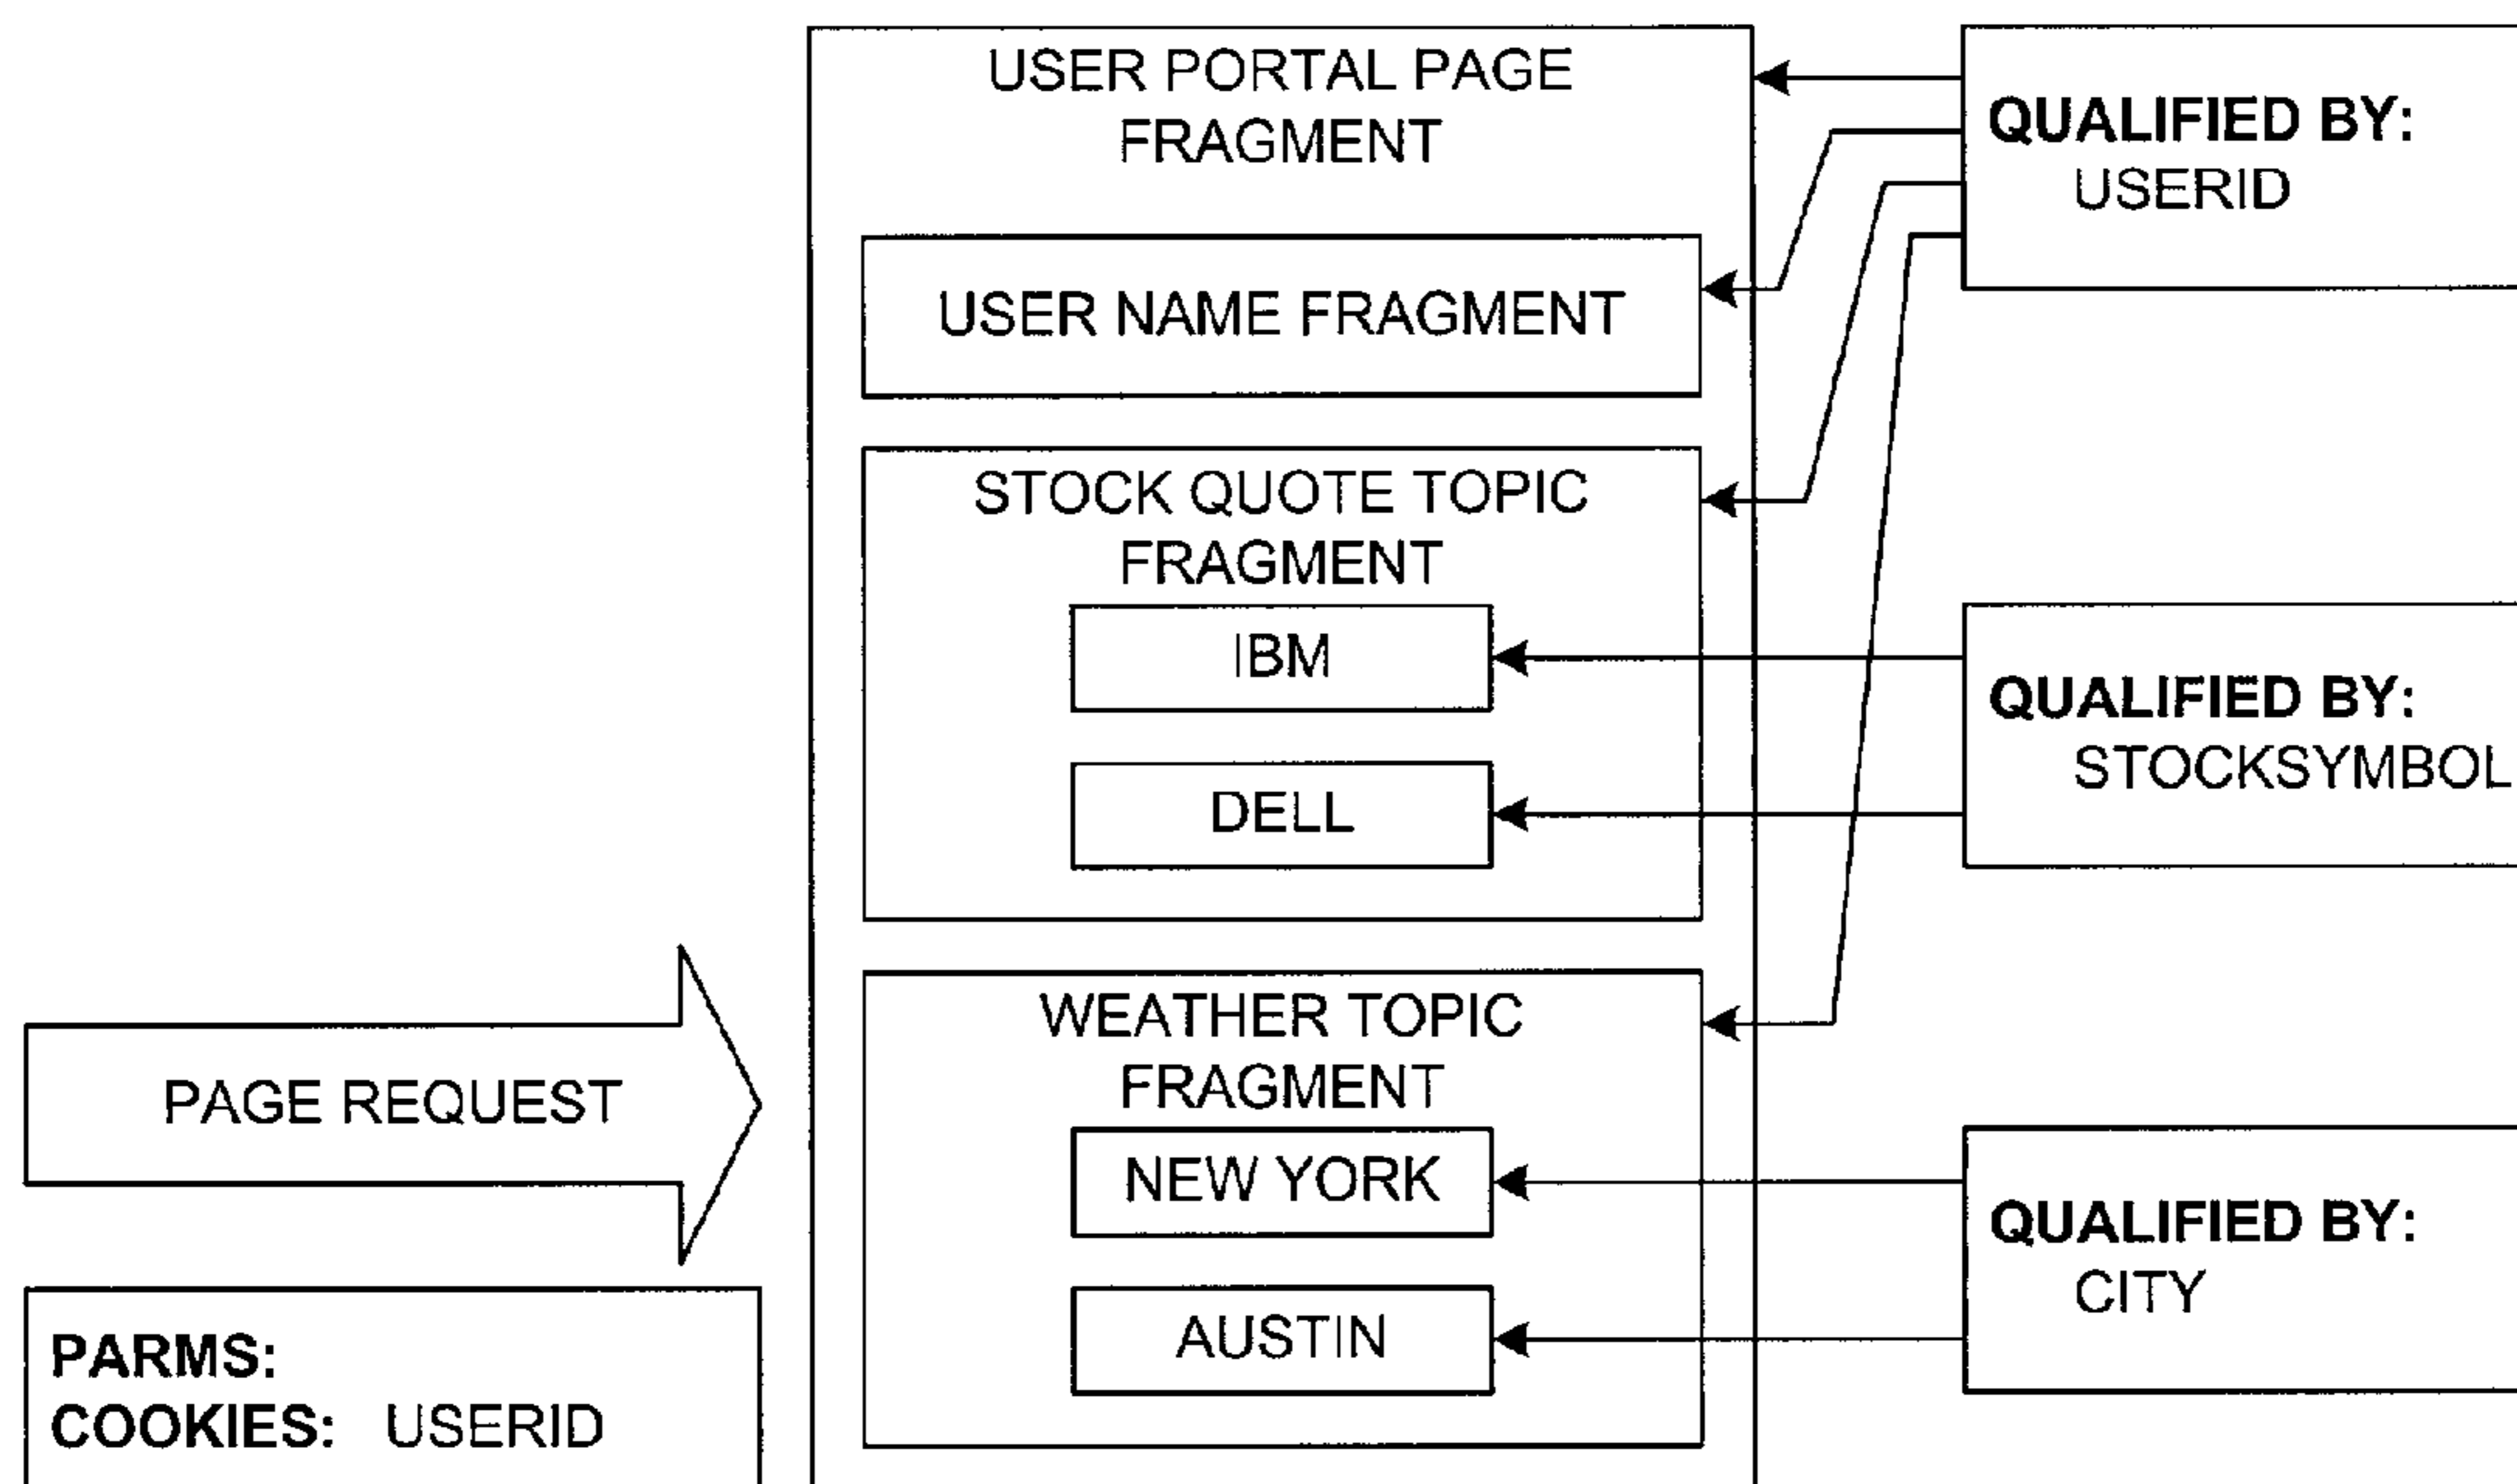 USER PORTAL PAGE
FRAGMENT
USER NAME FRAGMENT
STOCK QUOTE TOPIC
FRAGMENT
IBM
DELL
WEATHER TOPIC
FRAGMENT
NEW YORK
AUSTIN
QUALIFIED BY:
USERID
QUALIFIED BY:
STOCKSYMBOL
QUALIFIED BY:
CITY
PAGE REQUEST
PARMS:
COOKIES: USERID